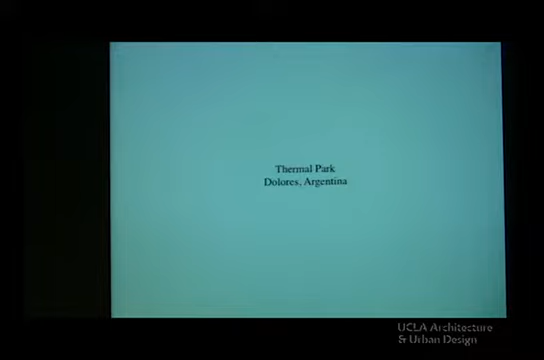 Thermal Park
Dolores, Argentina
UCLA Architecture
& Urban Design